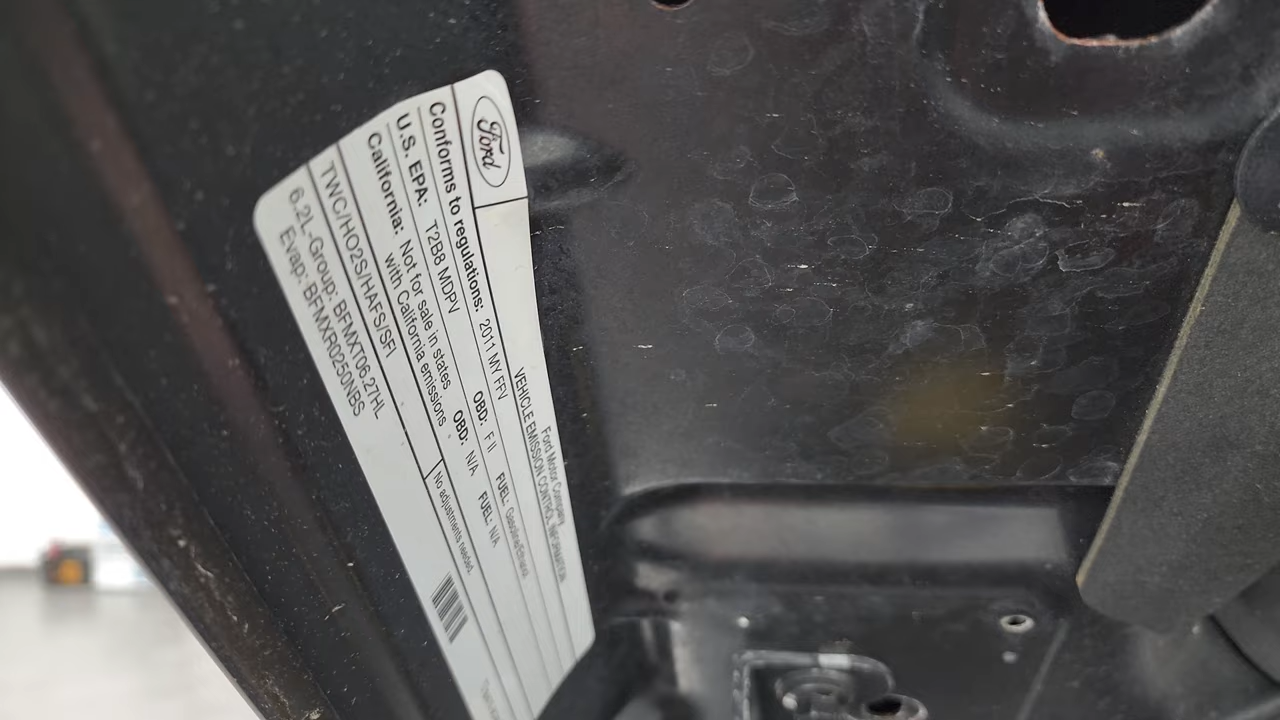 Ford
Ford Motor Company
VEHICLE EMISSION CONTROL INFORMATION
Conforms to regulations: 2011 MY FFV
U.S. EPA: T2B8 MDPV OBD: F II FUEL: Gasoline/Ethanol
California: Not for sale in states OBD: N/A FUEL: N/A
with California emissions
TWC/HO2S/HAFS/SFI
No adjustments needed.
6.2L-Group: BFMXT06.27HL
Evap: BFMXR0250NBS